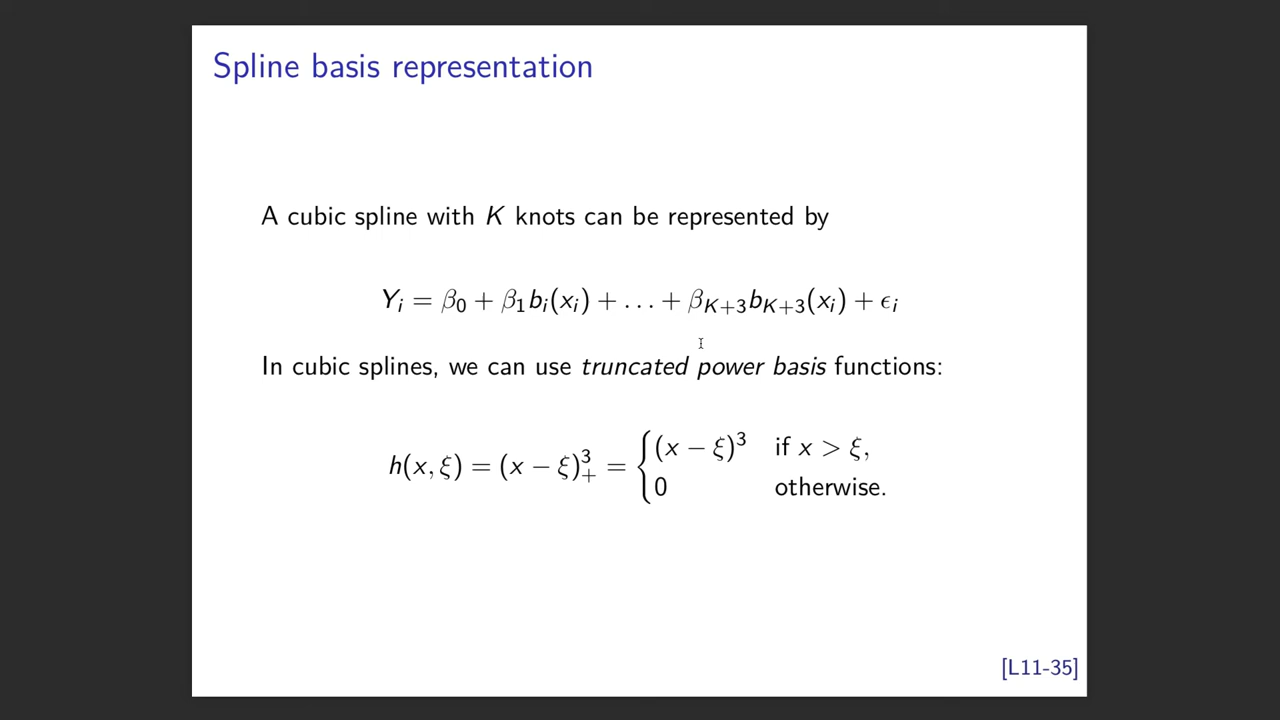 Spline basis representation
A cubic spline with K knots can be represented by
Y_i = β_0 + β_1 b_i(x_i) + . . . + β_{K+3} b_{K+3}(x_i) + ϵ_i
In cubic splines, we can use truncated power basis functions:
h(x, ξ) = (x − ξ)^3_+ = { (x − ξ)^3 if x > ξ,
0 otherwise.
[L11-35]